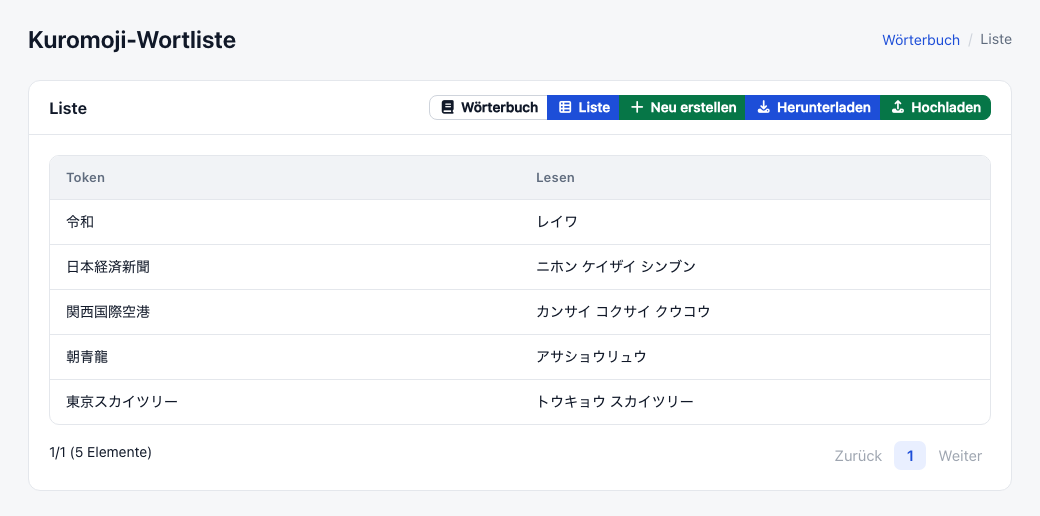 Kuromoji-Wortliste
Wörterbuch / Liste
Liste
Wörterbuch Liste Neu erstellen Herunterladen Hochladen
Token Lesen
令和 レイワ
日本経済新聞 ニホン ケイザイ シンブン
関西国際空港 カンサイ コクサイ クウコウ
朝青龍 アサショウリュウ
東京スカイツリー トウキョウ スカイツリー
1/1 (5 Elemente)
Zurück 1 Weiter